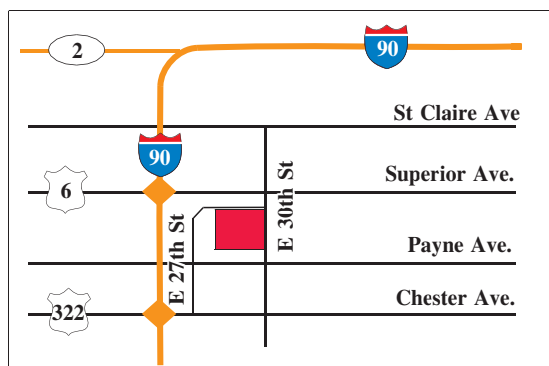 2
90
St Claire Ave
90
Superior Ave.
6
E 30th St
E 27th St
Payne Ave.
Chester Ave.
322